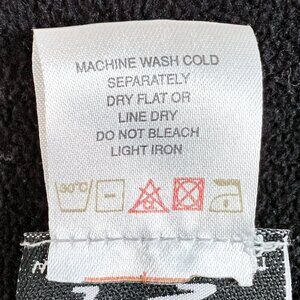 MACHINE WASH COLD
SEPARATELY
DRY FLAT OR
LINE DRY
DO NOT BLEACH
LIGHT IRON
30°C